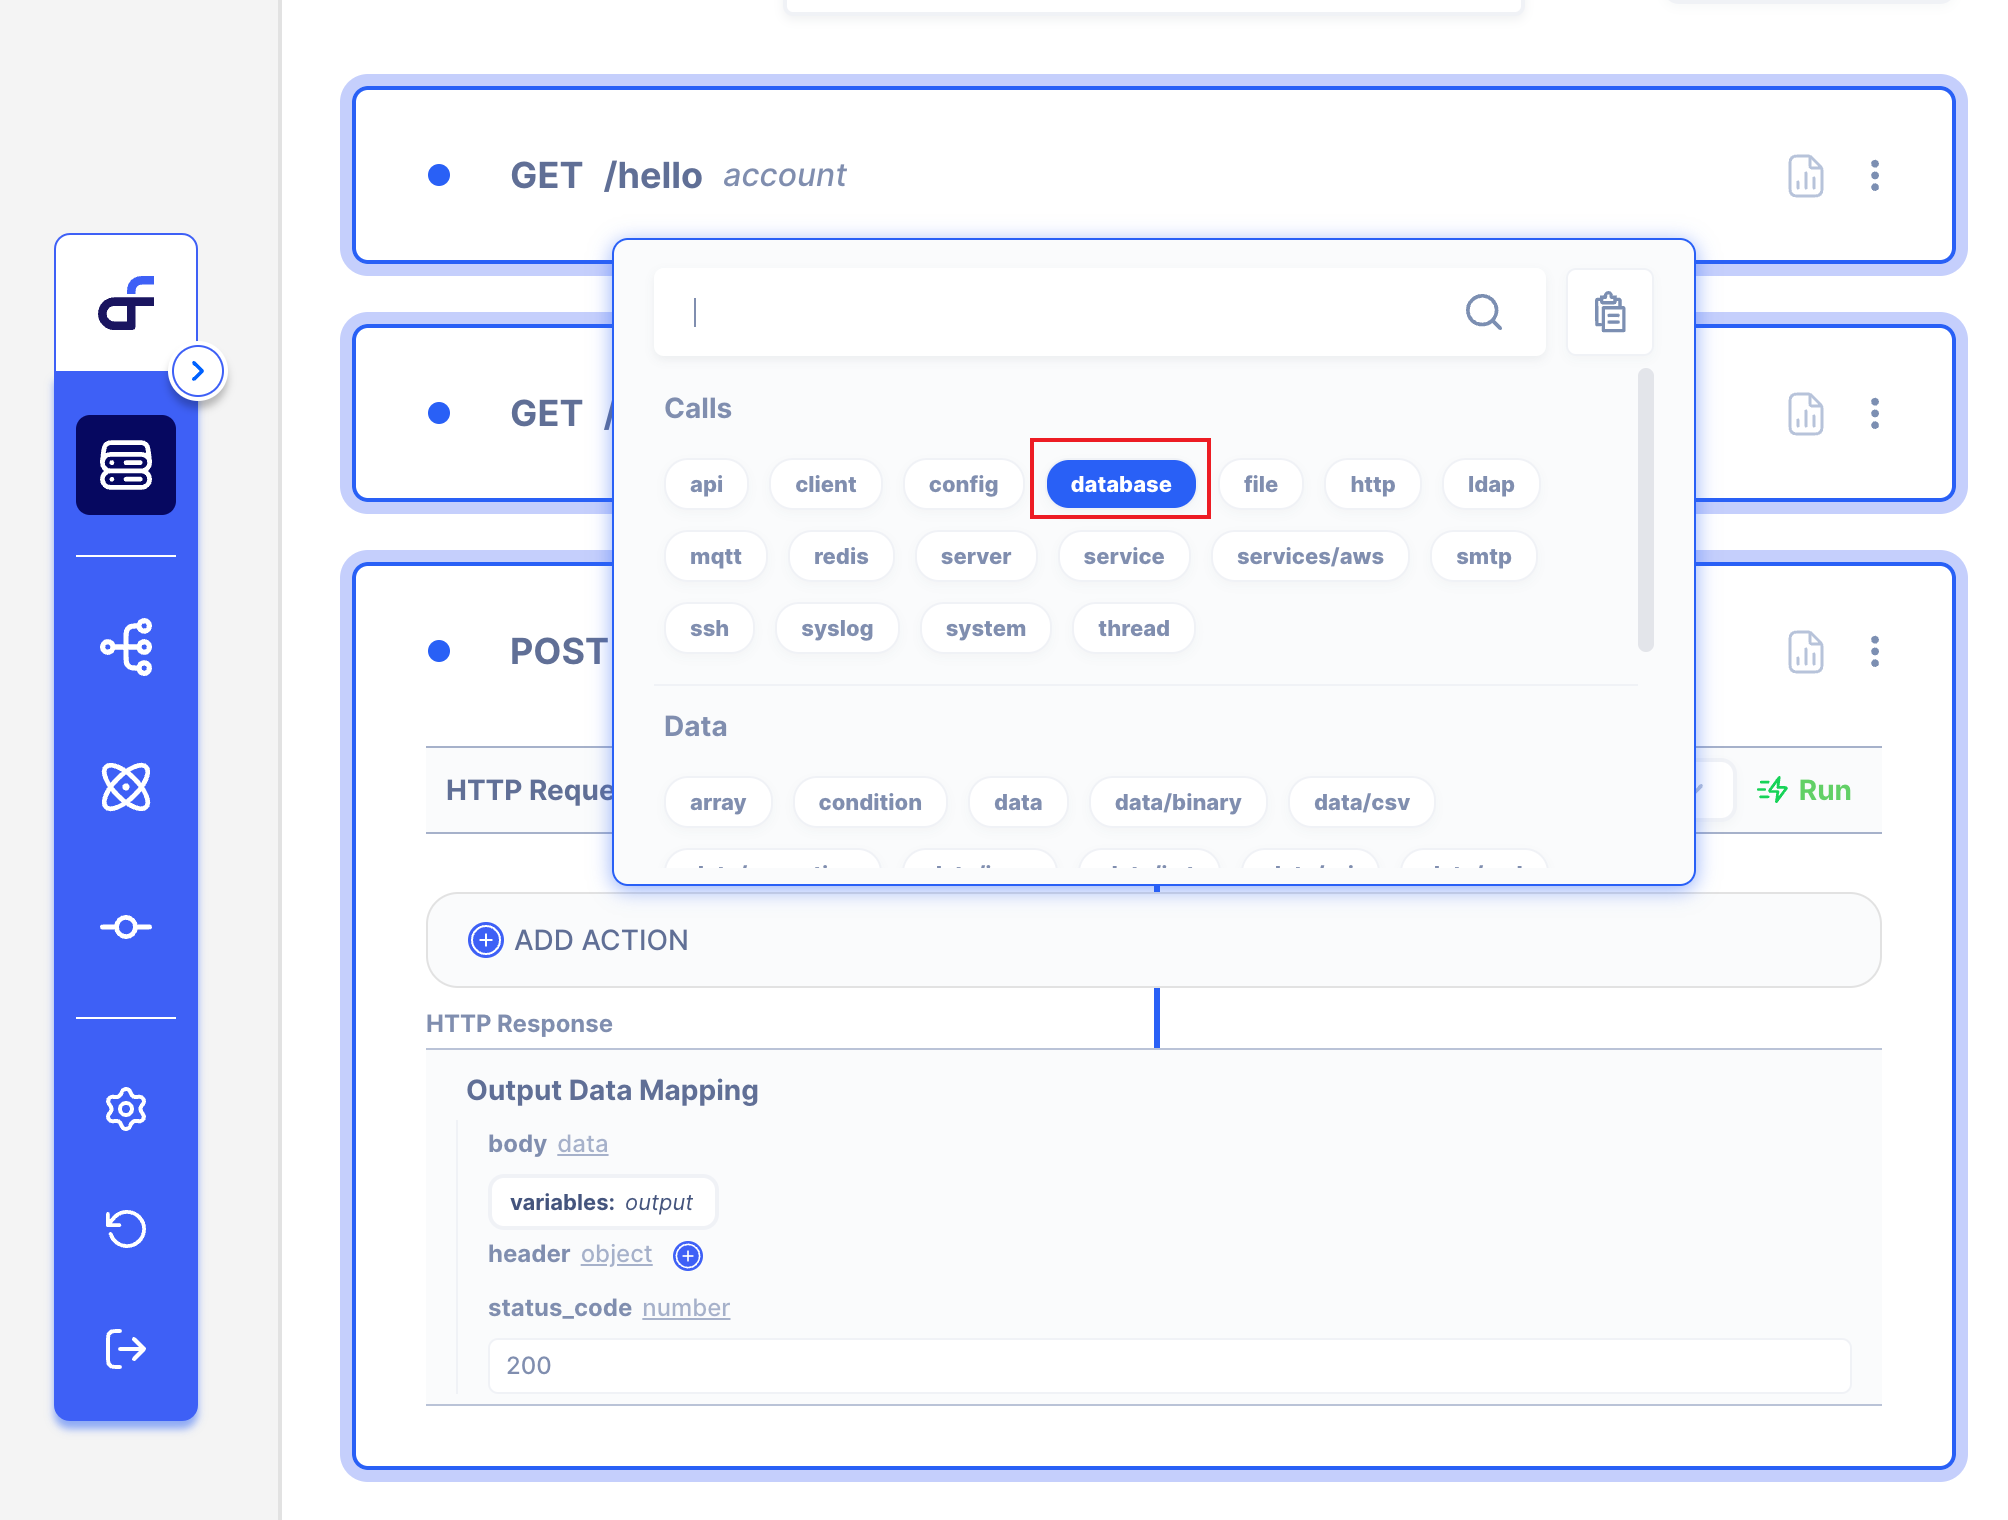 GET /hello account
GET /
Calls
api client config database file http ldap
mqtt redis server service services/aws smtp
ssh syslog system thread
POST
Data
HTTP Reque
Run
array condition data data/binary data/csv
ADD ACTION
HTTP Response
Output Data Mapping
body data
variables: output
header object
status_code number
200